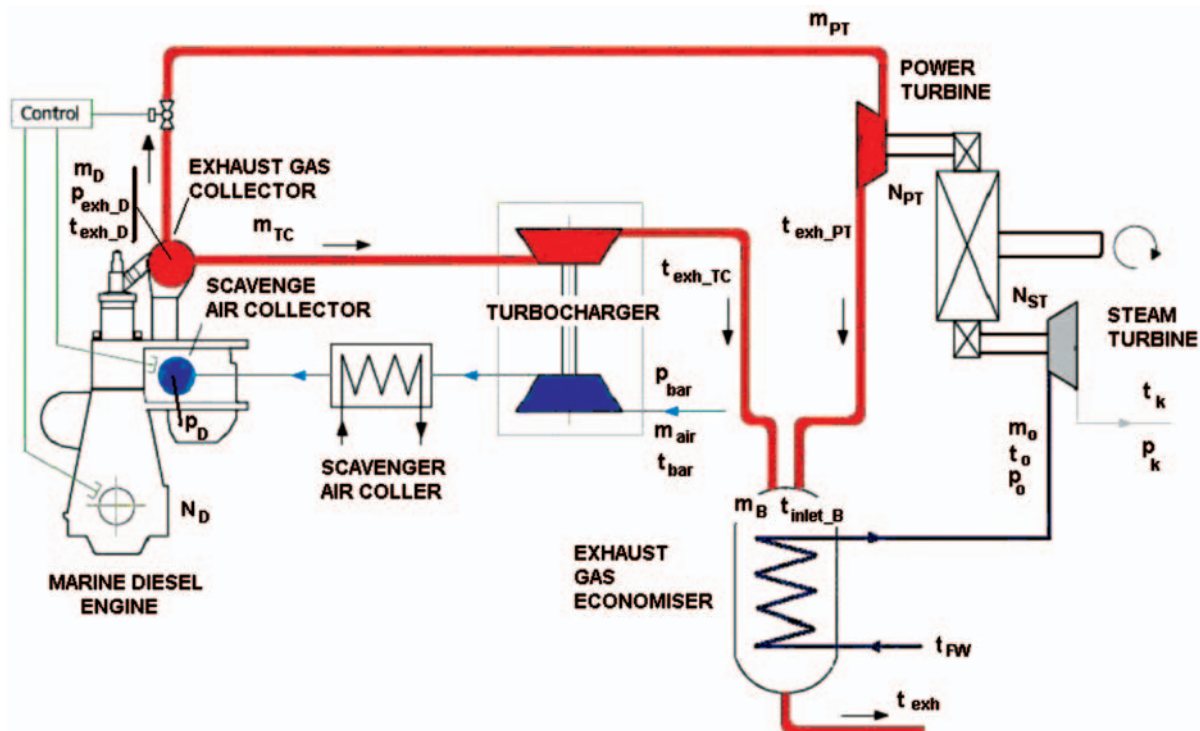 m_PT
POWER
TURBINE
Control
m_D
p_exh_D
t_exh_D
EXHAUST GAS
COLLECTOR
m_TC
N_PT
t_exh_PT
SCAVENGE
AIR COLLECTOR
t_exh_TC
TURBOCHARGER
N_ST
STEAM
TURBINE
p_bar
m_air
t_bar
t_k
p_k
p_D
m_o
t_o
p_o
SCAVENGER
AIR COLLER
N_D
m_B t_inlet_B
EXHAUST
GAS
ECONOMISER
MARINE DIESEL
ENGINE
t_FW
t_exh